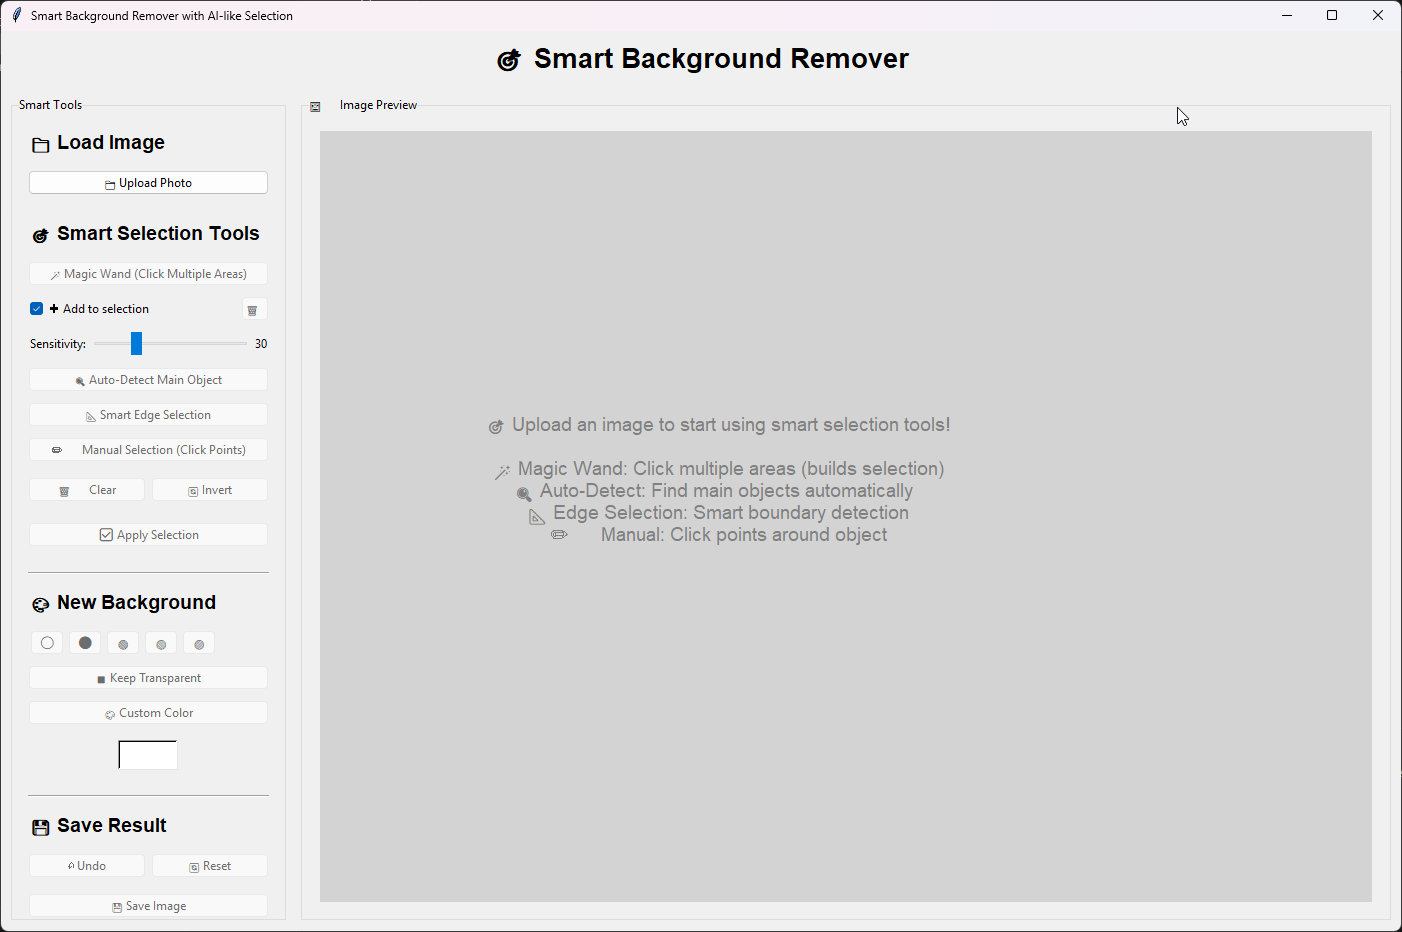 Smart Background Remover with AI-like Selection
Smart Background Remover
Smart Tools
Load Image
Upload Photo
Smart Selection Tools
Magic Wand (Click Multiple Areas)
Add to selection
Sensitivity: 30
Auto-Detect Main Object
Smart Edge Selection
Manual Selection (Click Points)
Clear Invert
Apply Selection
New Background
Keep Transparent
Custom Color
Save Result
Undo Reset
Save Image
Image Preview
Upload an image to start using smart selection tools!
Magic Wand: Click multiple areas (builds selection)
Auto-Detect: Find main objects automatically
Edge Selection: Smart boundary detection
Manual: Click points around object